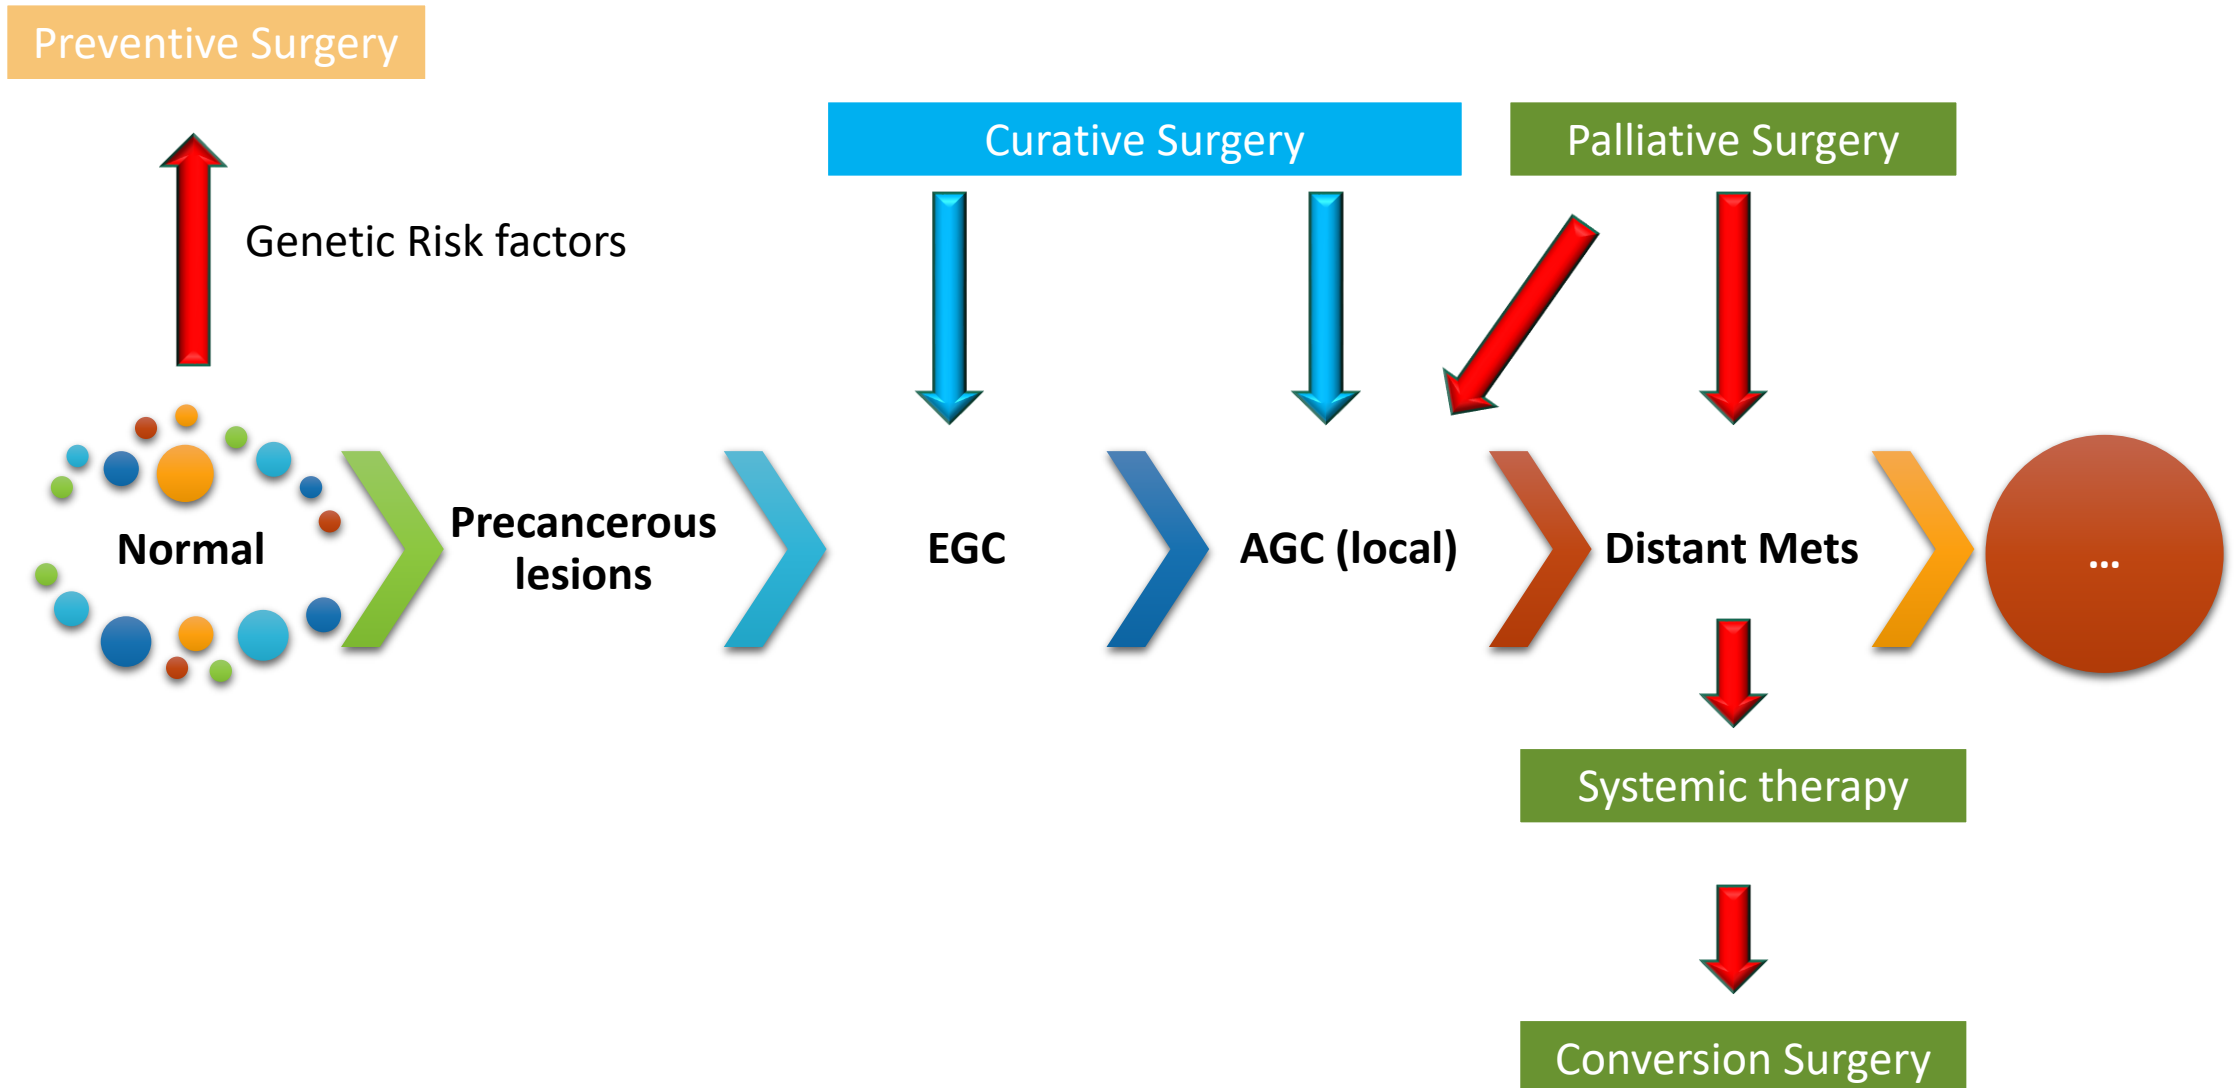 Preventive Surgery
Curative Surgery
Palliative Surgery
Genetic Risk factors
Normal
Precancerous
lesions
EGC
AGC (local)
Distant Mets
...
Systemic therapy
Conversion Surgery